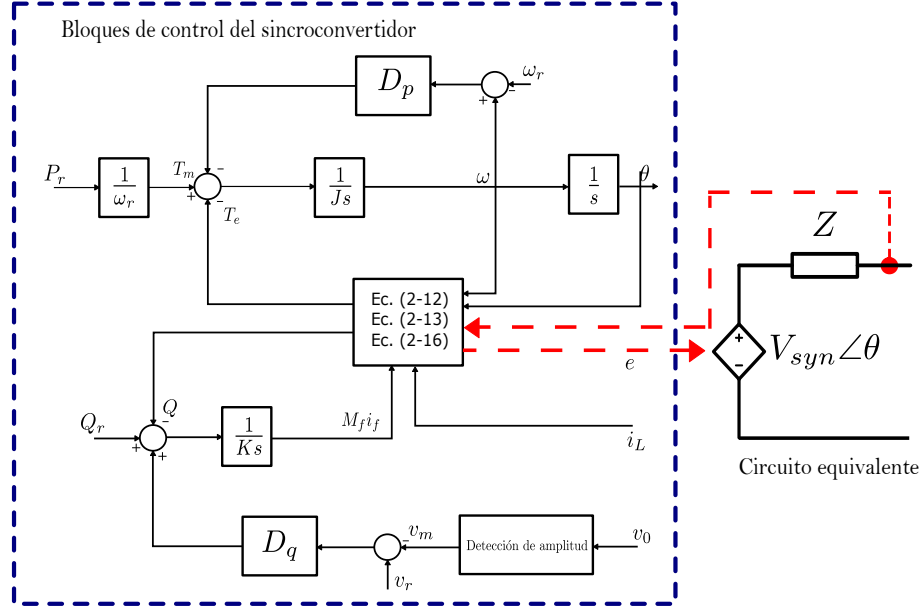 Bloques de control del sincroconvertidor
D_p
ω_r
+ -
P_r
1/ω_r
T_m
+ - -
T_e
1/Js
ω
1/s
θ
Ec. (2-12)
Ec. (2-13)
Ec. (2-16)
Z
+
-
V_syn∠θ
e
Q_r
Q
+ - +
1/Ks
M_f i_f
i_L
Circuito equivalente
D_q
-
v_m
v_r
Detección de amplitud
v_0